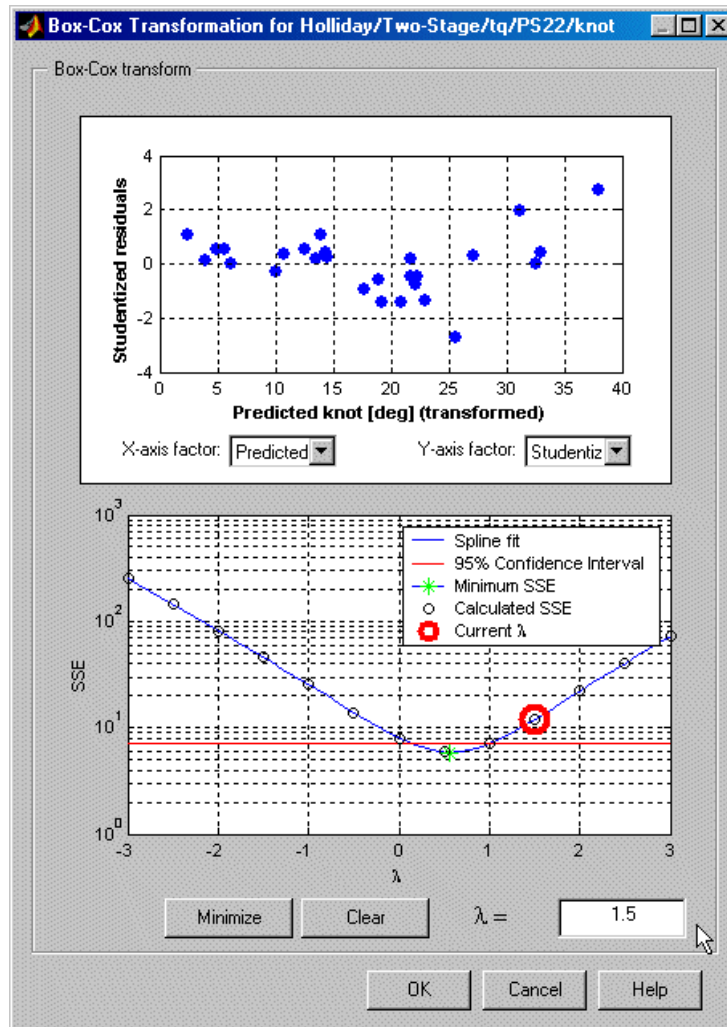 Box-Cox Transformation for Holliday/Two-Stage/tq/PS22/knot
Box-Cox transform
4
2
0
-2
-4
Studentized residuals
0 5 10 15 20 25 30 35 40
Predicted knot [deg] (transformed)
X-axis factor: Predicted Y-axis factor: Studentiz
10^3
10^2
10^1
10^0
SSE
Spline fit
95% Confidence Interval
Minimum SSE
Calculated SSE
Current λ
-3 -2 -1 0 1 2 3
λ
Minimize Clear λ = 1.5
OK Cancel Help